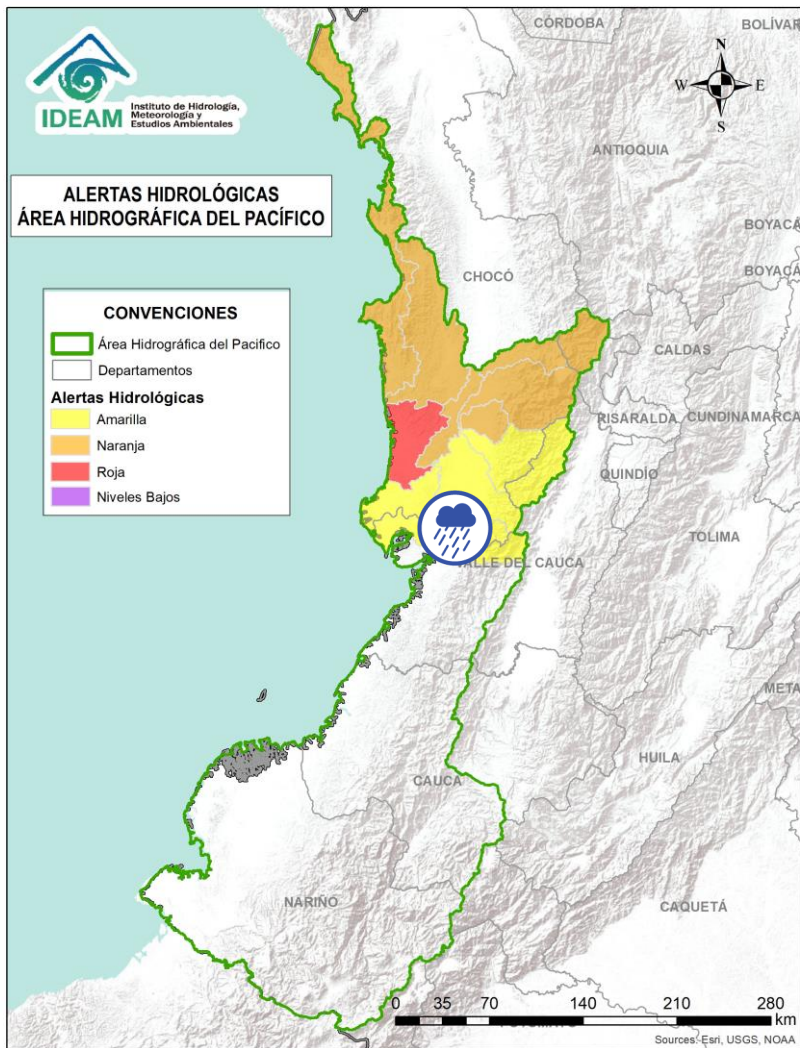 IDEAM
Instituto de Hidrología,
Meteorología y
Estudios Ambientales
CÓRDOBA
BOLÍVAR
N
W
E
S
ANTIOQUIA
ALERTAS HIDROLÓGICAS
ÁREA HIDROGRÁFICA DEL PACÍFICO
BOYACÁ
BOYACÁ
CHOCÓ
CONVENCIONES
Área Hidrográfica del Pacifico
Departamentos
Alertas Hidrológicas
Amarilla
Naranja
Roja
Niveles Bajos
CALDAS
RISARALDA
CUNDINAMARCA
QUINDÍO
TOLIMA
VALLE DEL CAUCA
META
HUILA
CAUCA
NARIÑO
CAQUETÁ
0 35 70 140 210 280
km
Sources: Esri, USGS, NOAA